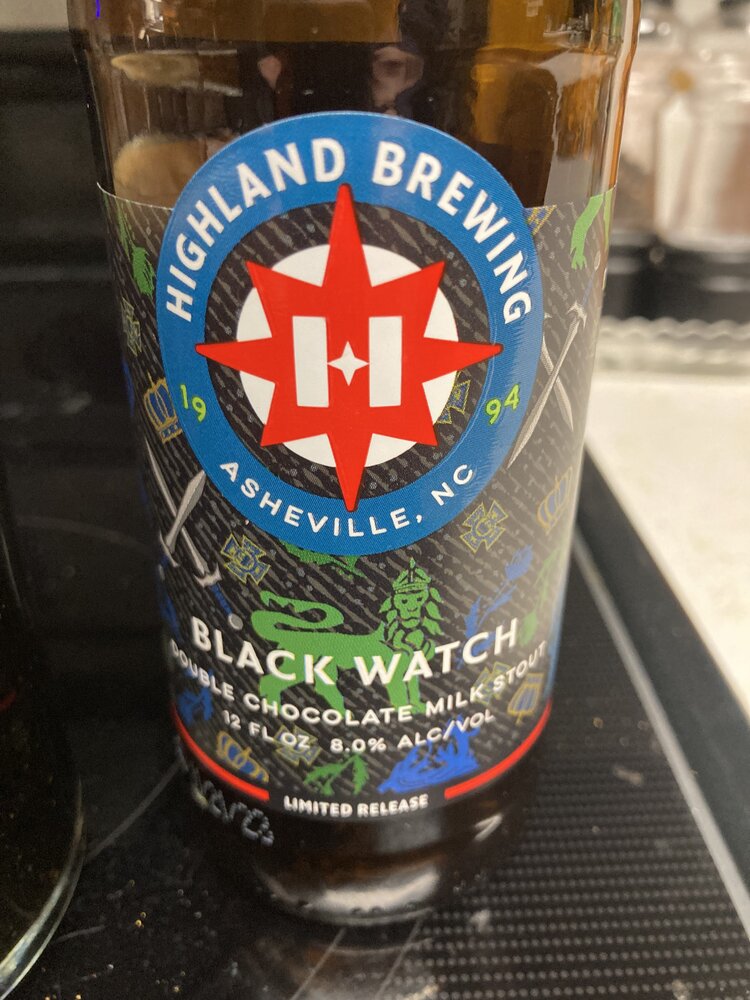 HIGHLAND BREWING
H
19 94
ASHEVILLE, NC
BLACK WATCH
DOUBLE CHOCOLATE MILK STOUT
12 FL OZ 8.0% ALC/VOL
LIMITED RELEASE